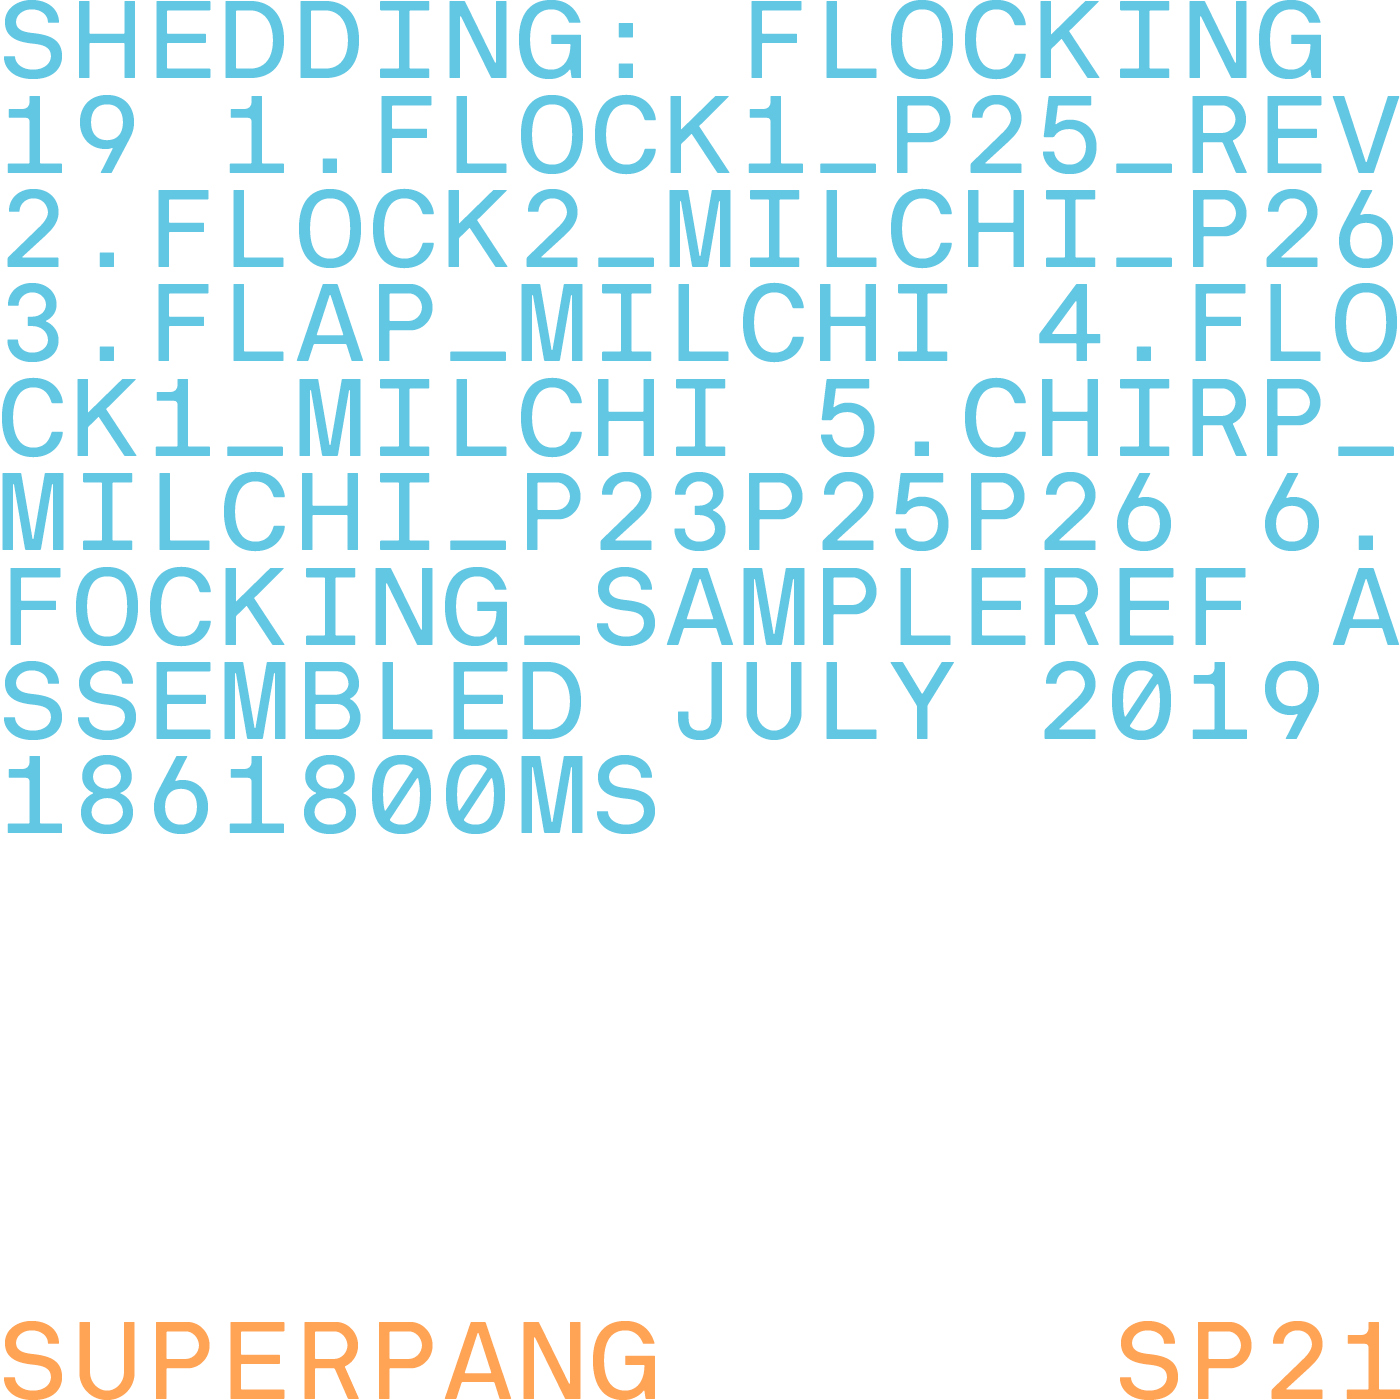 SHEDDING: FLOCKING
19 1.FLOCK1_P25_REV
2.FLOCK2_MILCHI_P26
3.FLAP_MILCHI 4.FLO
CK1_MILCHI 5.CHIRP_
MILCHI_P23P25P26 6.
FOCKING_SAMPLEREF A
SSEMBLED JULY 2019
1861800MS
SUPERPANG SP21